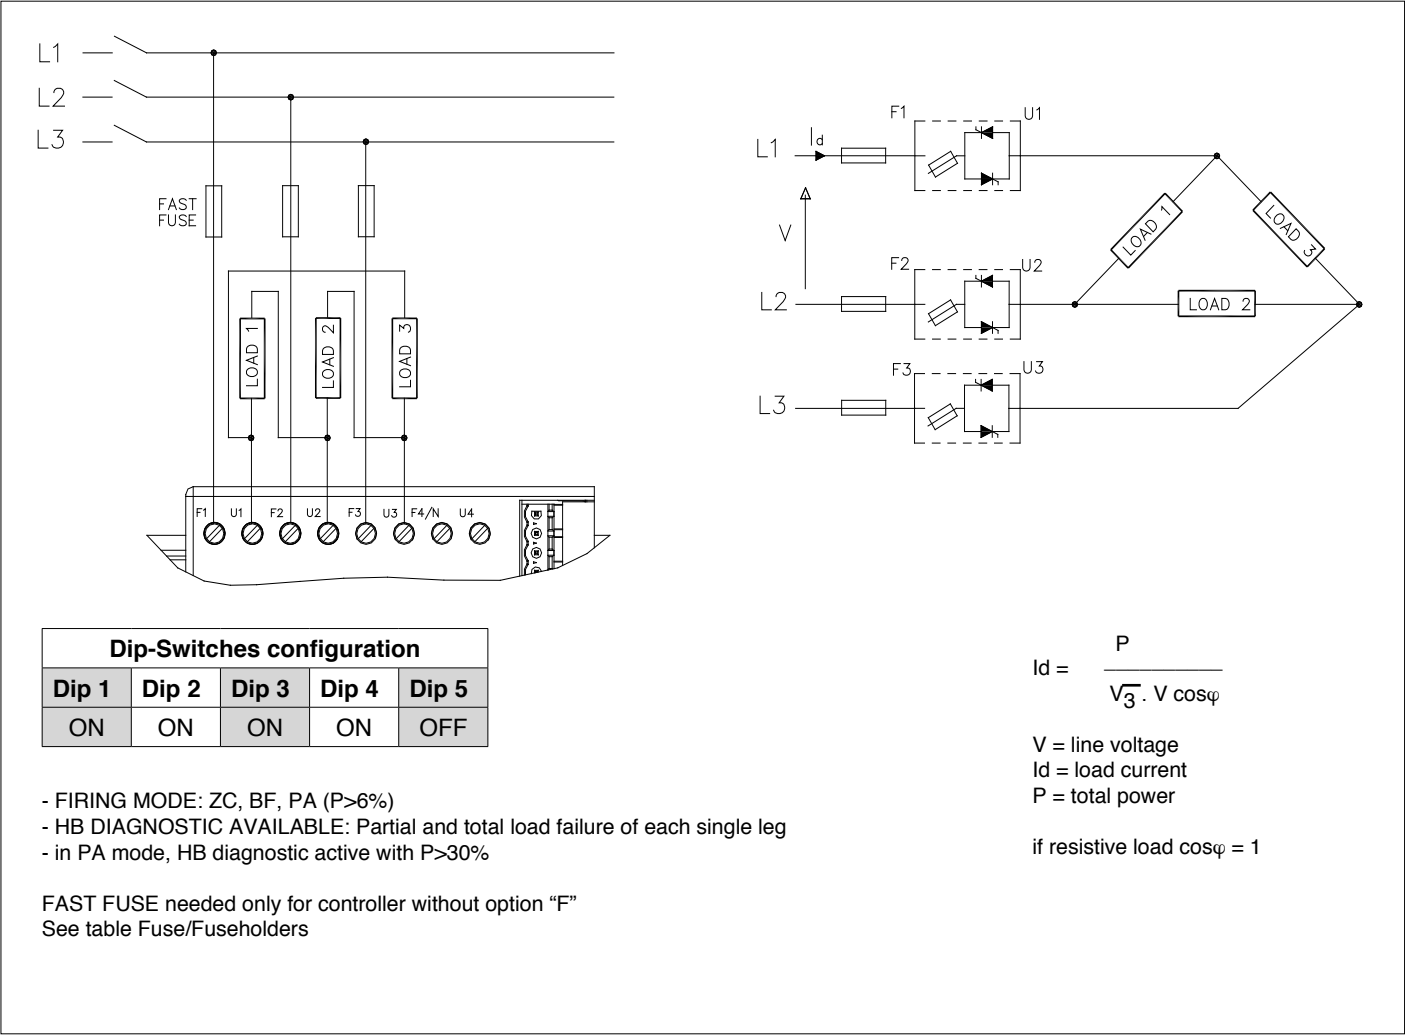 L1
L2
L3
FAST
FUSE
LOAD 1
LOAD 2
LOAD 3
F1 U1 F2 U2 F3 U3 F4/N U4
F1 U1
L1 Id
V
F2 U2
L2
F3 U3
L3
LOAD 1
LOAD 3
LOAD 2
Dip-Switches configuration
Dip 1 Dip 2 Dip 3 Dip 4 Dip 5
ON ON ON ON OFF
- FIRING MODE: ZC, BF, PA (P>6%)
- HB DIAGNOSTIC AVAILABLE: Partial and total load failure of each single leg
- in PA mode, HB diagnostic active with P>30%
FAST FUSE needed only for controller without option “F”
See table Fuse/Fuseholders
P
Id =
√3 . V cosφ
V = line voltage
Id = load current
P = total power
if resistive load cosφ = 1